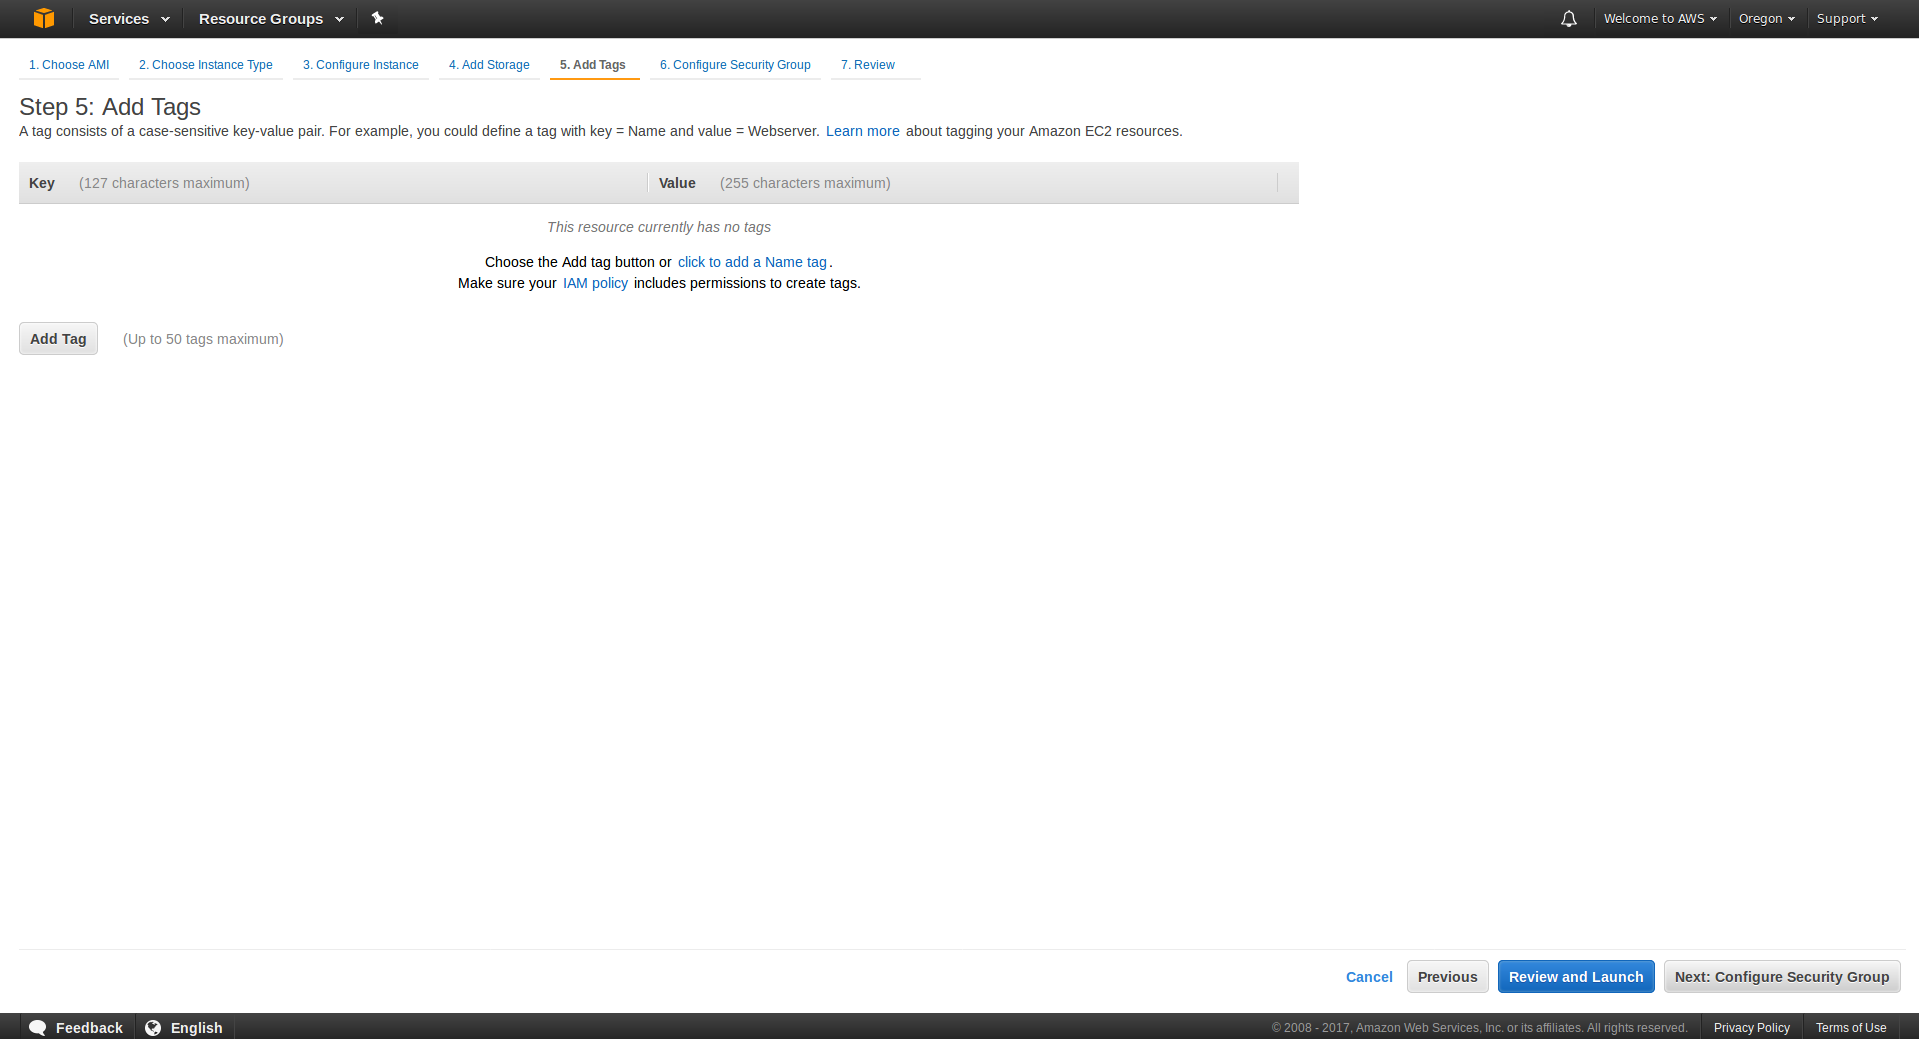 Services Resource Groups Welcome to AWS Oregon Support
1. Choose AMI 2. Choose Instance Type 3. Configure Instance 4. Add Storage 5. Add Tags 6. Configure Security Group 7. Review
Step 5: Add Tags
A tag consists of a case-sensitive key-value pair. For example, you could define a tag with key = Name and value = Webserver. Learn more about tagging your Amazon EC2 resources.
Key (127 characters maximum) Value (255 characters maximum)
This resource currently has no tags
Choose the Add tag button or click to add a Name tag.
Make sure your IAM policy includes permissions to create tags.
Add Tag (Up to 50 tags maximum)
Cancel Previous Review and Launch Next: Configure Security Group
Feedback English © 2008 - 2017, Amazon Web Services, Inc. or its affiliates. All rights reserved. Privacy Policy Terms of Use